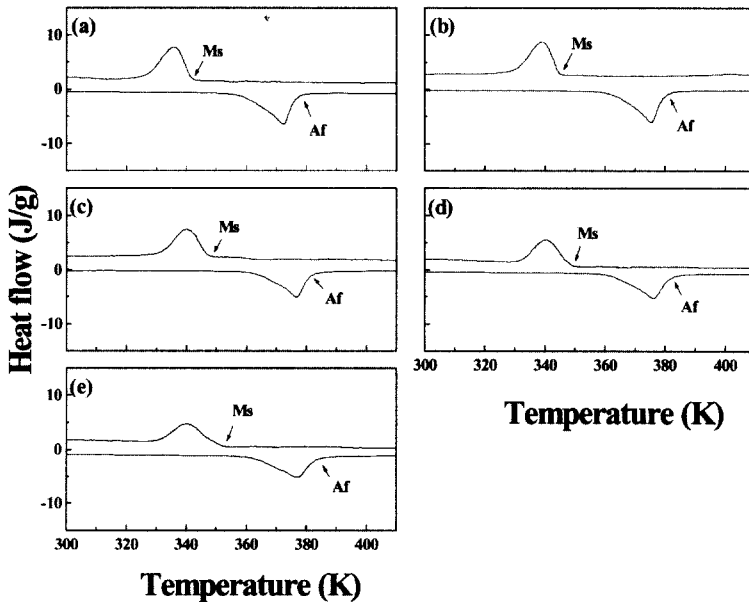 (a)
Ms
Af
15
10
0
-10
(b)
Ms
Af
Heat flow (J/g)
(c)
Ms
Af
10
0
-10
(d)
Ms
Af
300 320 340 360 380 400
Temperature (K)
(e)
Ms
Af
10
0
-10
300 320 340 360 380 400
Temperature (K)